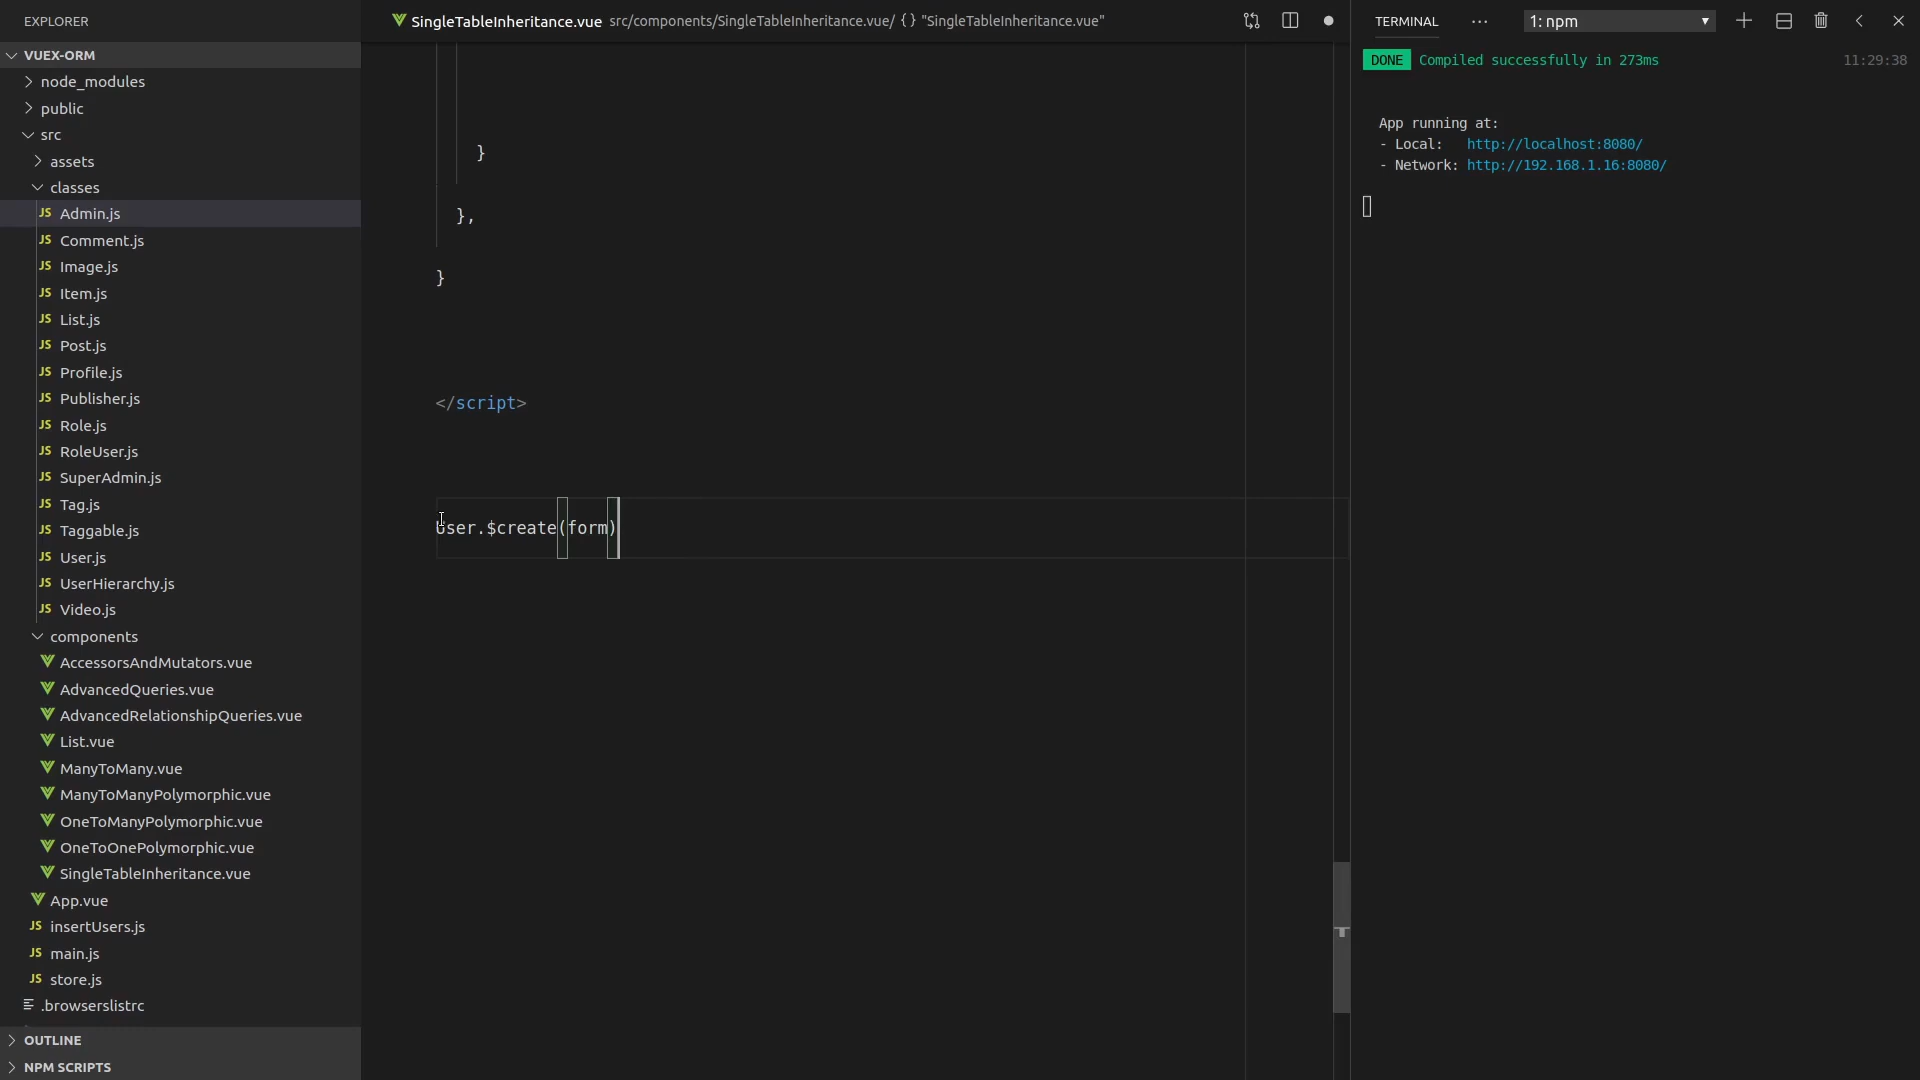 EXPLORER
VUEX-ORM
node_modules
public
src
assets
classes
JS Admin.js
JS Comment.js
JS Image.js
JS Item.js
JS List.js
JS Post.js
JS Profile.js
JS Publisher.js
JS Role.js
JS RoleUser.js
JS SuperAdmin.js
JS Tag.js
JS Taggable.js
JS User.js
JS UserHierarchy.js
JS Video.js
components
AccessorsAndMutators.vue
AdvancedQueries.vue
AdvancedRelationshipQueries.vue
List.vue
ManyToMany.vue
ManyToManyPolymorphic.vue
OneToManyPolymorphic.vue
OneToOnePolymorphic.vue
SingleTableInheritance.vue
App.vue
JS insertUsers.js
JS main.js
JS store.js
.browserslistrc
OUTLINE
NPM SCRIPTS
SingleTableInheritance.vue src/components/SingleTableInheritance.vue/ {} "SingleTableInheritance.vue"
}
},
}
</script>
User.$create(form)
TERMINAL ... 1: npm
DONE Compiled successfully in 273ms 11:29:38
App running at:
- Local: http://localhost:8080/
- Network: http://192.168.1.16:8080/